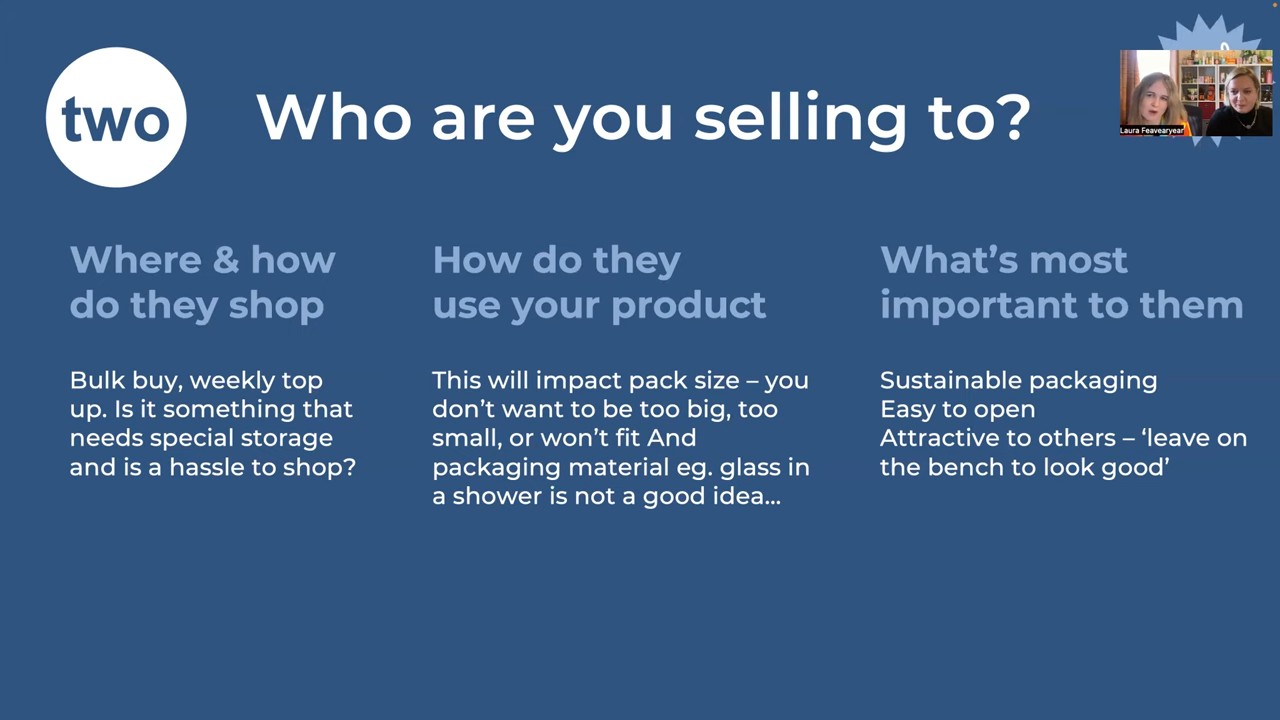 two
Who are you selling to?
Laura Feavearyear
Where & how
do they shop
Bulk buy, weekly top
up. Is it something that
needs special storage
and is a hassle to shop?
How do they
use your product
This will impact pack size – you
don’t want to be too big, too
small, or won’t fit And
packaging material eg. glass in
a shower is not a good idea...
What’s most
important to them
Sustainable packaging
Easy to open
Attractive to others – ‘leave on
the bench to look good’